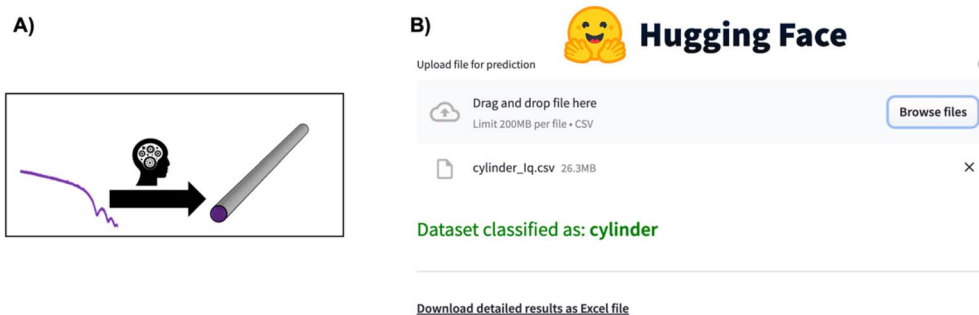 A)
B)
Hugging Face
Upload file for prediction
Drag and drop file here
Limit 200MB per file • CSV
Browse files
cylinder_Iq.csv 26.3MB
Dataset classified as: cylinder
Download detailed results as Excel file